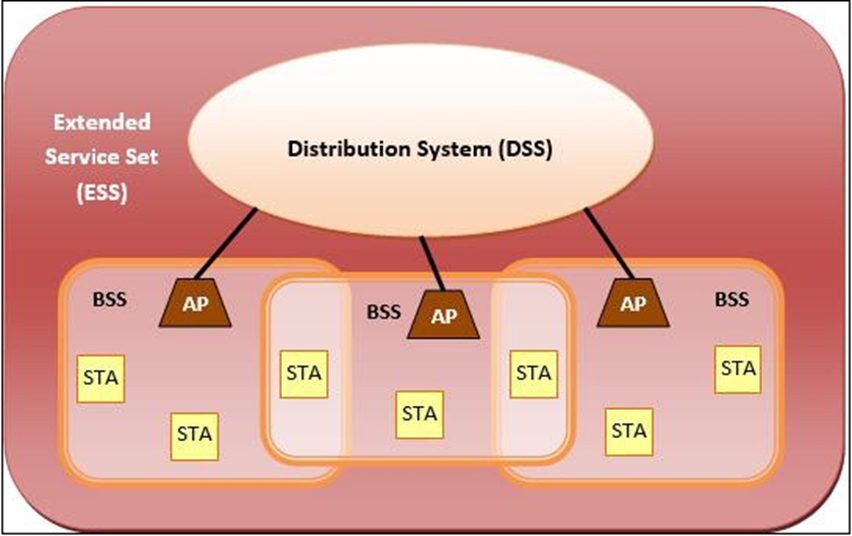 Extended
Service Set
(ESS)
Distribution System (DSS)
BSS
AP
BSS
AP
AP
BSS
STA
STA
STA
STA
STA
STA
STA